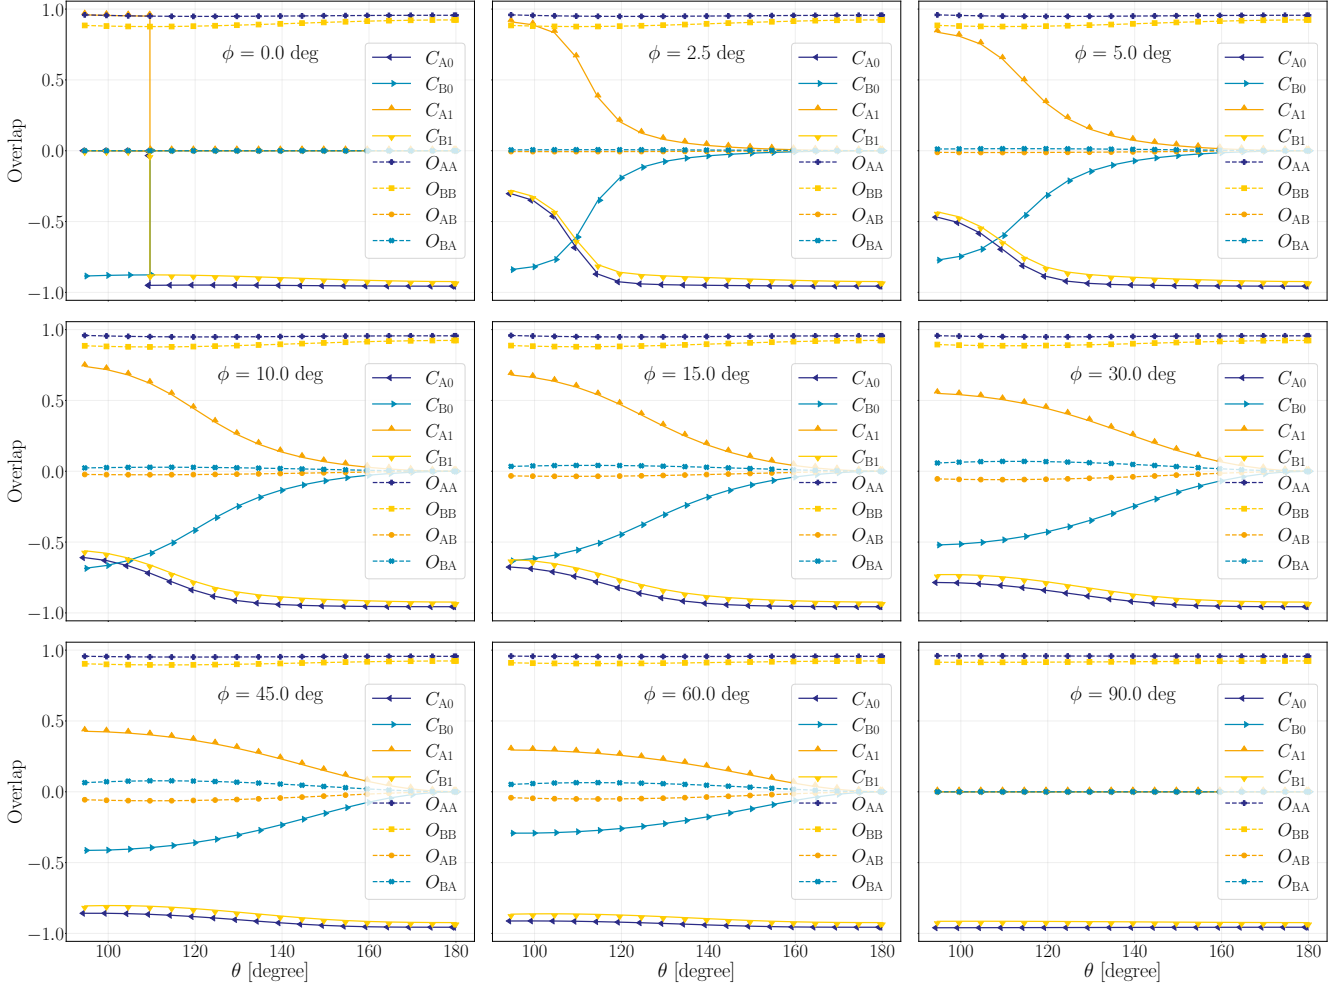 1.0
0.5
0.0
−0.5
−1.0
Overlap
ϕ = 0.0 deg
C_A0
C_B0
C_A1
C_B1
O_AA
O_BB
O_AB
O_BA
ϕ = 2.5 deg
C_A0
C_B0
C_A1
C_B1
O_AA
O_BB
O_AB
O_BA
ϕ = 5.0 deg
C_A0
C_B0
C_A1
C_B1
O_AA
O_BB
O_AB
O_BA
1.0
0.5
0.0
−0.5
−1.0
Overlap
ϕ = 10.0 deg
C_A0
C_B0
C_A1
C_B1
O_AA
O_BB
O_AB
O_BA
ϕ = 15.0 deg
C_A0
C_B0
C_A1
C_B1
O_AA
O_BB
O_AB
O_BA
ϕ = 30.0 deg
C_A0
C_B0
C_A1
C_B1
O_AA
O_BB
O_AB
O_BA
1.0
0.5
0.0
−0.5
−1.0
Overlap
ϕ = 45.0 deg
C_A0
C_B0
C_A1
C_B1
O_AA
O_BB
O_AB
O_BA
100 120 140 160 180
θ [degree]
ϕ = 60.0 deg
C_A0
C_B0
C_A1
C_B1
O_AA
O_BB
O_AB
O_BA
100 120 140 160 180
θ [degree]
ϕ = 90.0 deg
C_A0
C_B0
C_A1
C_B1
O_AA
O_BB
O_AB
O_BA
100 120 140 160 180
θ [degree]